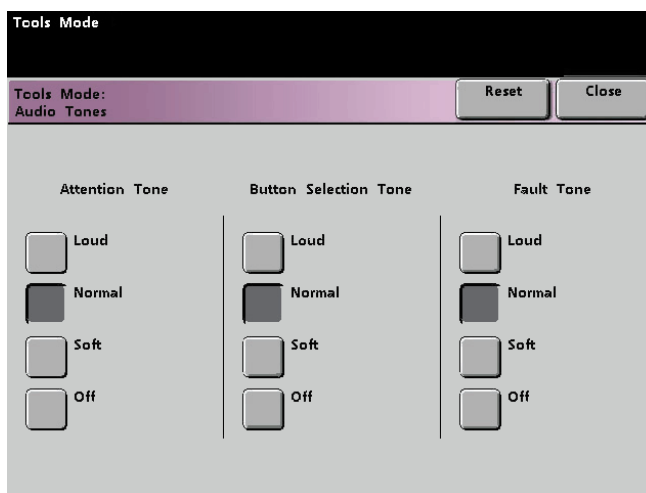 Tools Mode
Tools Mode:
Audio Tones
Reset
Close
Attention Tone
Button Selection Tone
Fault Tone
Loud
Normal
Soft
Off
Loud
Normal
Soft
Off
Loud
Normal
Soft
Off